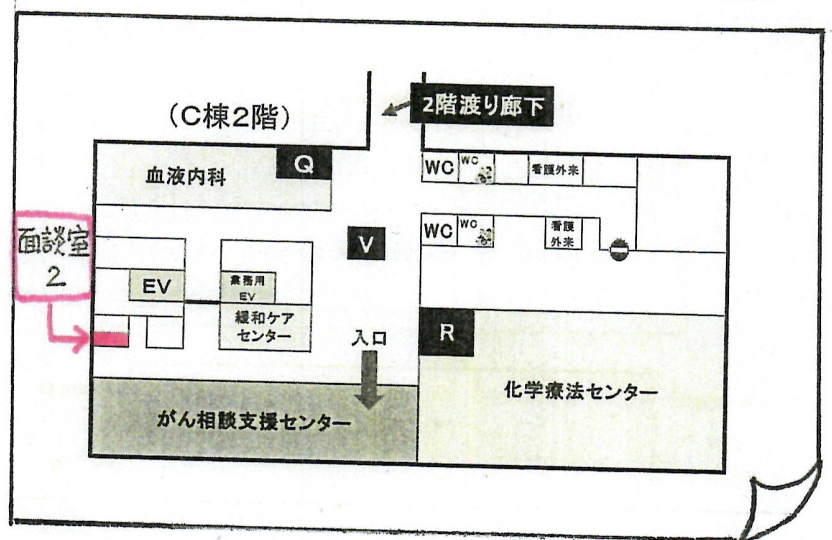 (C棟2階)
2階渡り廊下
血液内科
Q
WC
WC
看護外来
面談室
2
V
WC
WC
看護
外来
EV
業務用
EV
緩和ケア
センター
入口
R
化学療法センター
がん相談支援センター